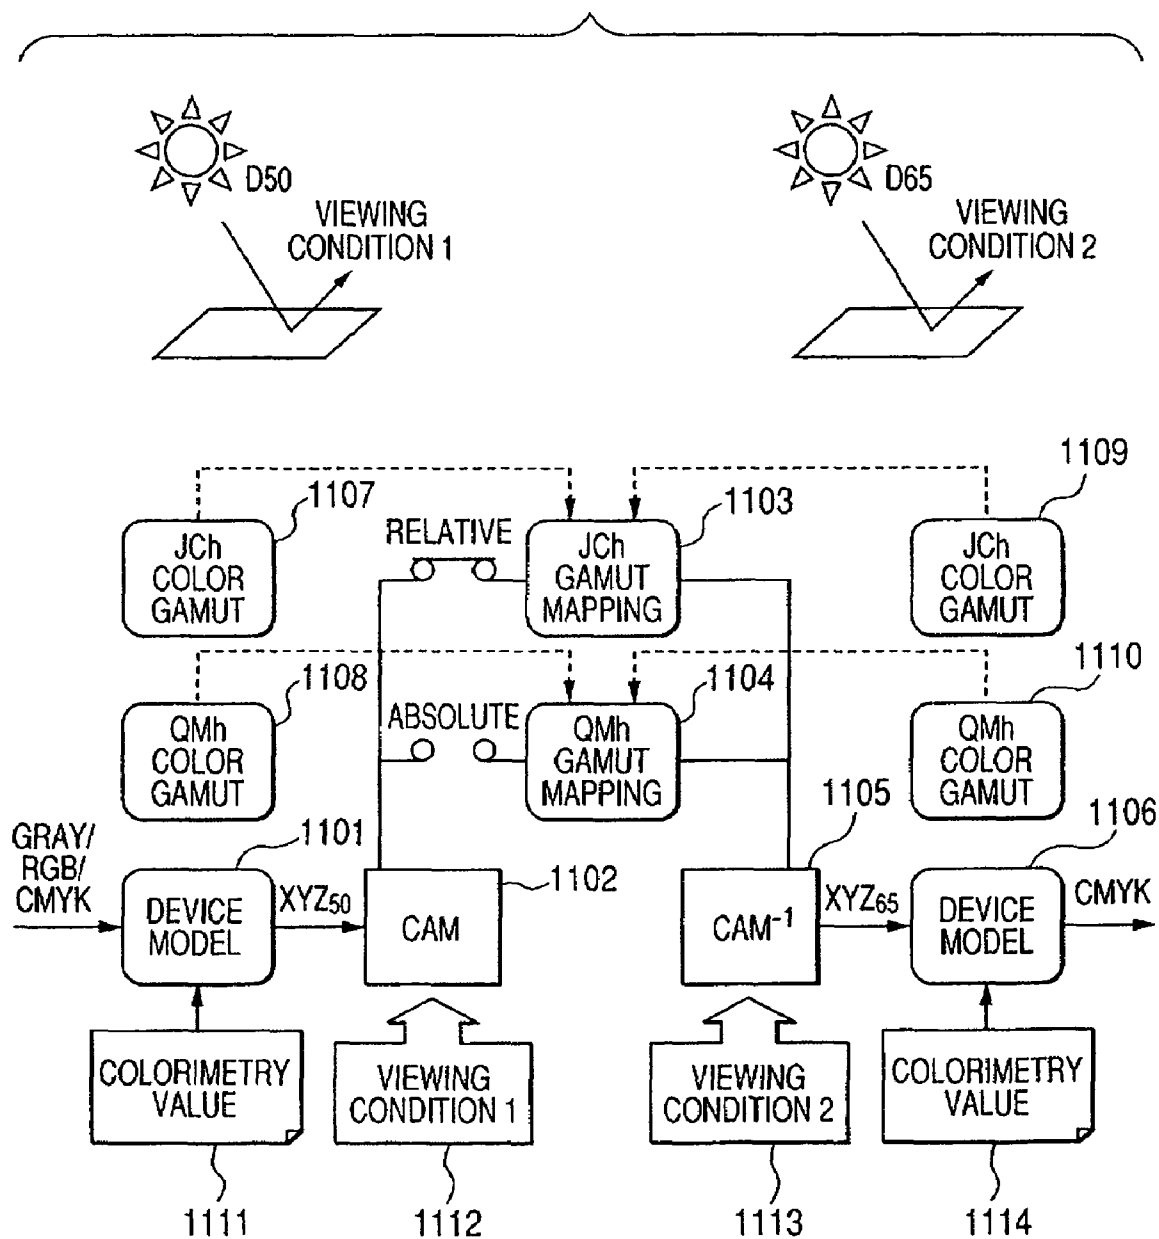 D50
VIEWING
CONDITION 1
D65
VIEWING
CONDITION 2
1107
1103
1109
JCh
COLOR
GAMUT
RELATIVE
JCh
GAMUT
MAPPING
JCh
COLOR
GAMUT
1108
1104
1110
QMh
COLOR
GAMUT
ABSOLUTE
QMh
GAMUT
MAPPING
QMh
COLOR
GAMUT
GRAY/
RGB/
CMYK
1101
1102
1105
1106
DEVICE
MODEL
XYZ50
CAM
CAM-1
XYZ65
DEVICE
MODEL
CMYK
COLORIMETRY
VALUE
VIEWING
CONDITION 1
VIEWING
CONDITION 2
COLORIMETRY
VALUE
1111
1112
1113
1114